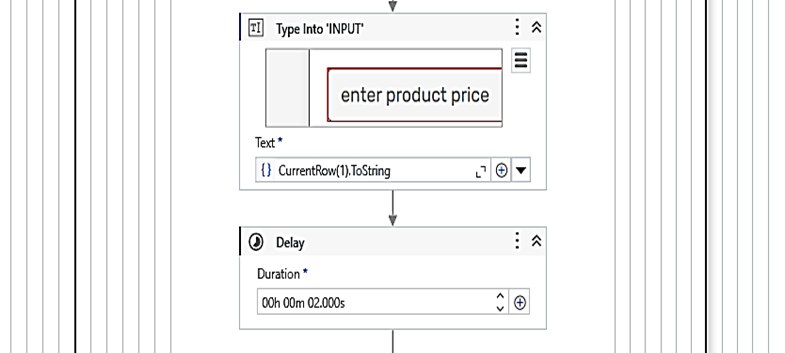 Type Into 'INPUT'
enter product price
Text *
{} CurrentRow(1).ToString
Delay
Duration *
00h 00m 02.000s